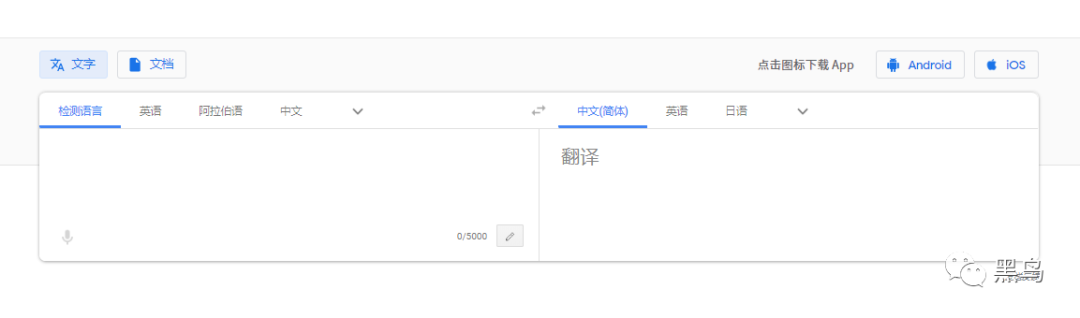 文字 文档 点击图标下载 App Android iOS
检测语言 英语 阿拉伯语 中文 中文(简体) 英语 日语
翻译
0/5000
黑鸟